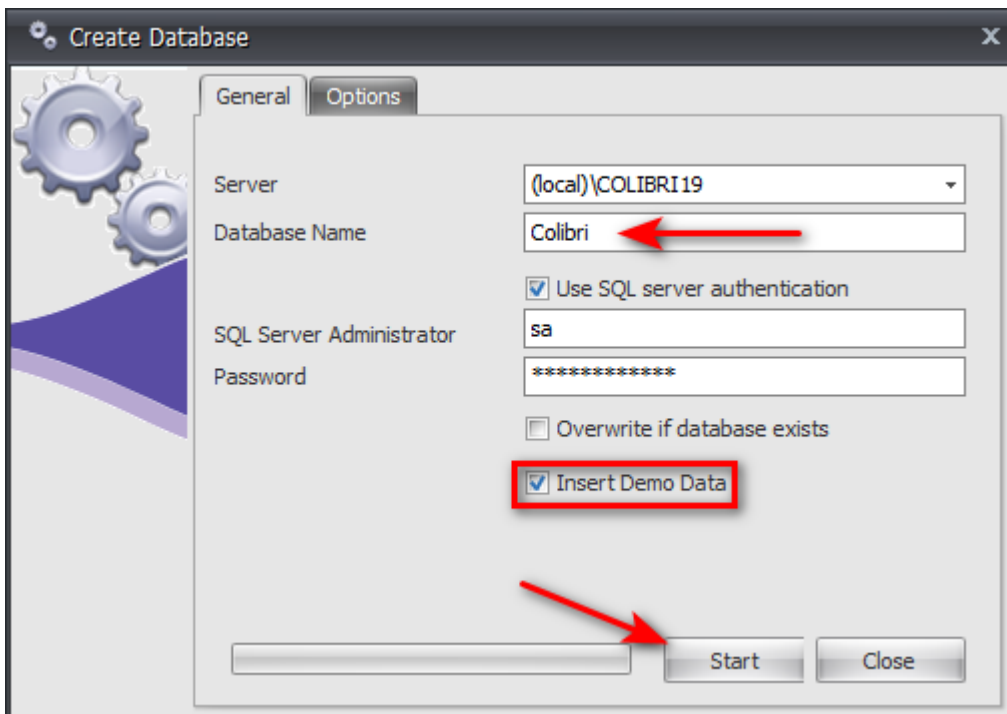 Create Database
General Options
Server (local)\COLIBRI19
Database Name Colibri
Use SQL server authentication
SQL Server Administrator sa
Password ************
Overwrite if database exists
Insert Demo Data
Start Close